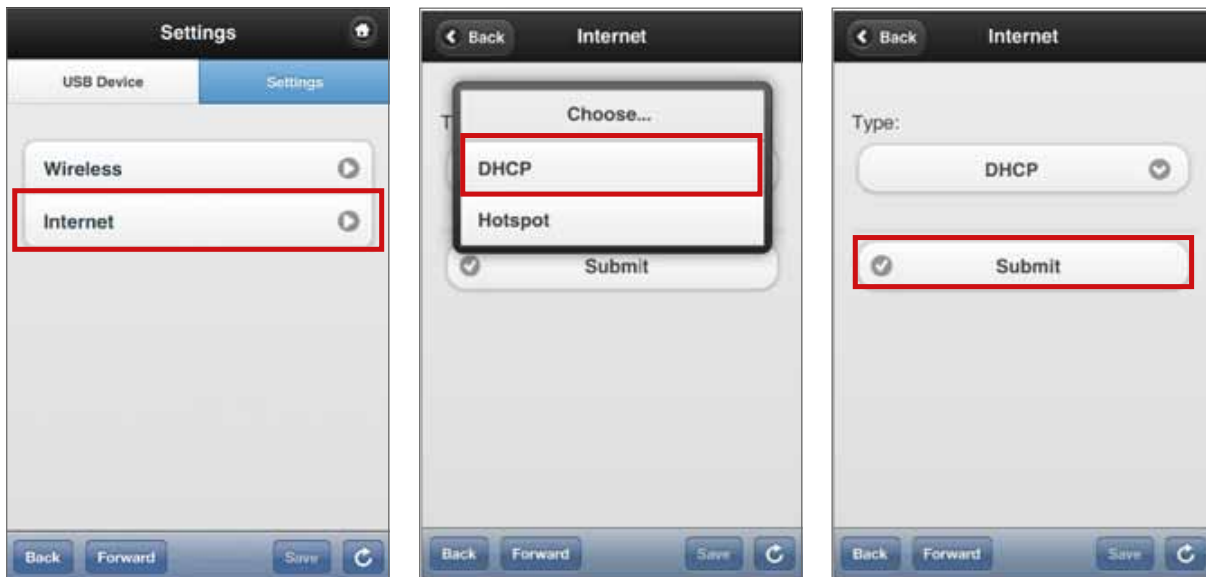 Settings
USB Device Settings
Wireless
Internet
Back Forward Save
Back Internet
T
Choose...
DHCP
Hotspot
Submit
Back Forward Save
Back Internet
Type:
DHCP
Submit
Back Forward Save